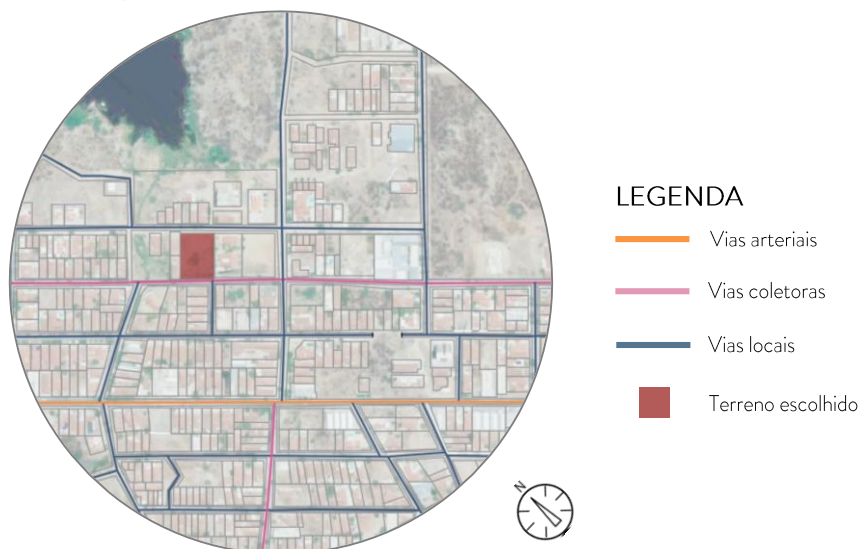 LEGENDA
Vias arteriais
Vias coletoras
Vias locais
Terreno escolhido
N